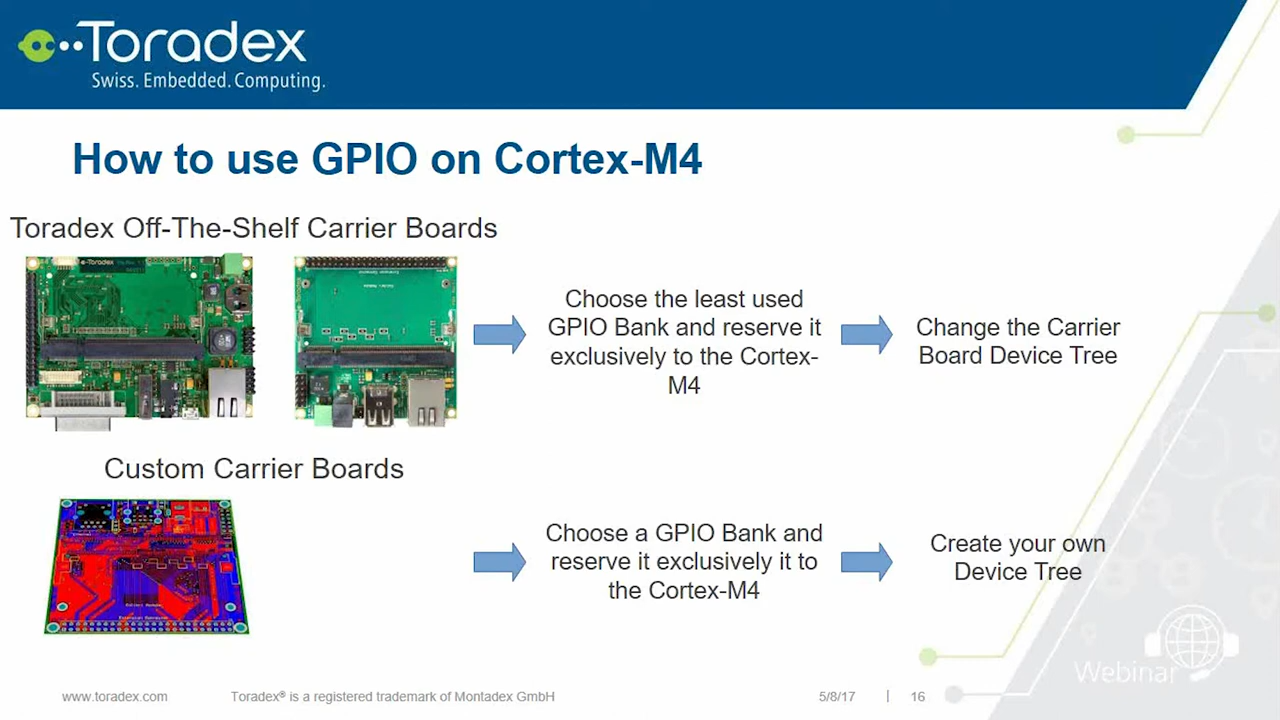 Toradex
Swiss. Embedded. Computing.
How to use GPIO on Cortex-M4
Toradex Off-The-Shelf Carrier Boards
Choose the least used
GPIO Bank and reserve it
exclusively to the Cortex-
M4
Change the Carrier
Board Device Tree
Custom Carrier Boards
Choose a GPIO Bank and
reserve it exclusively it to
the Cortex-M4
Create your own
Device Tree
Webinar
www.toradex.com
Toradex® is a registered trademark of Montadex GmbH
5/8/17 | 16